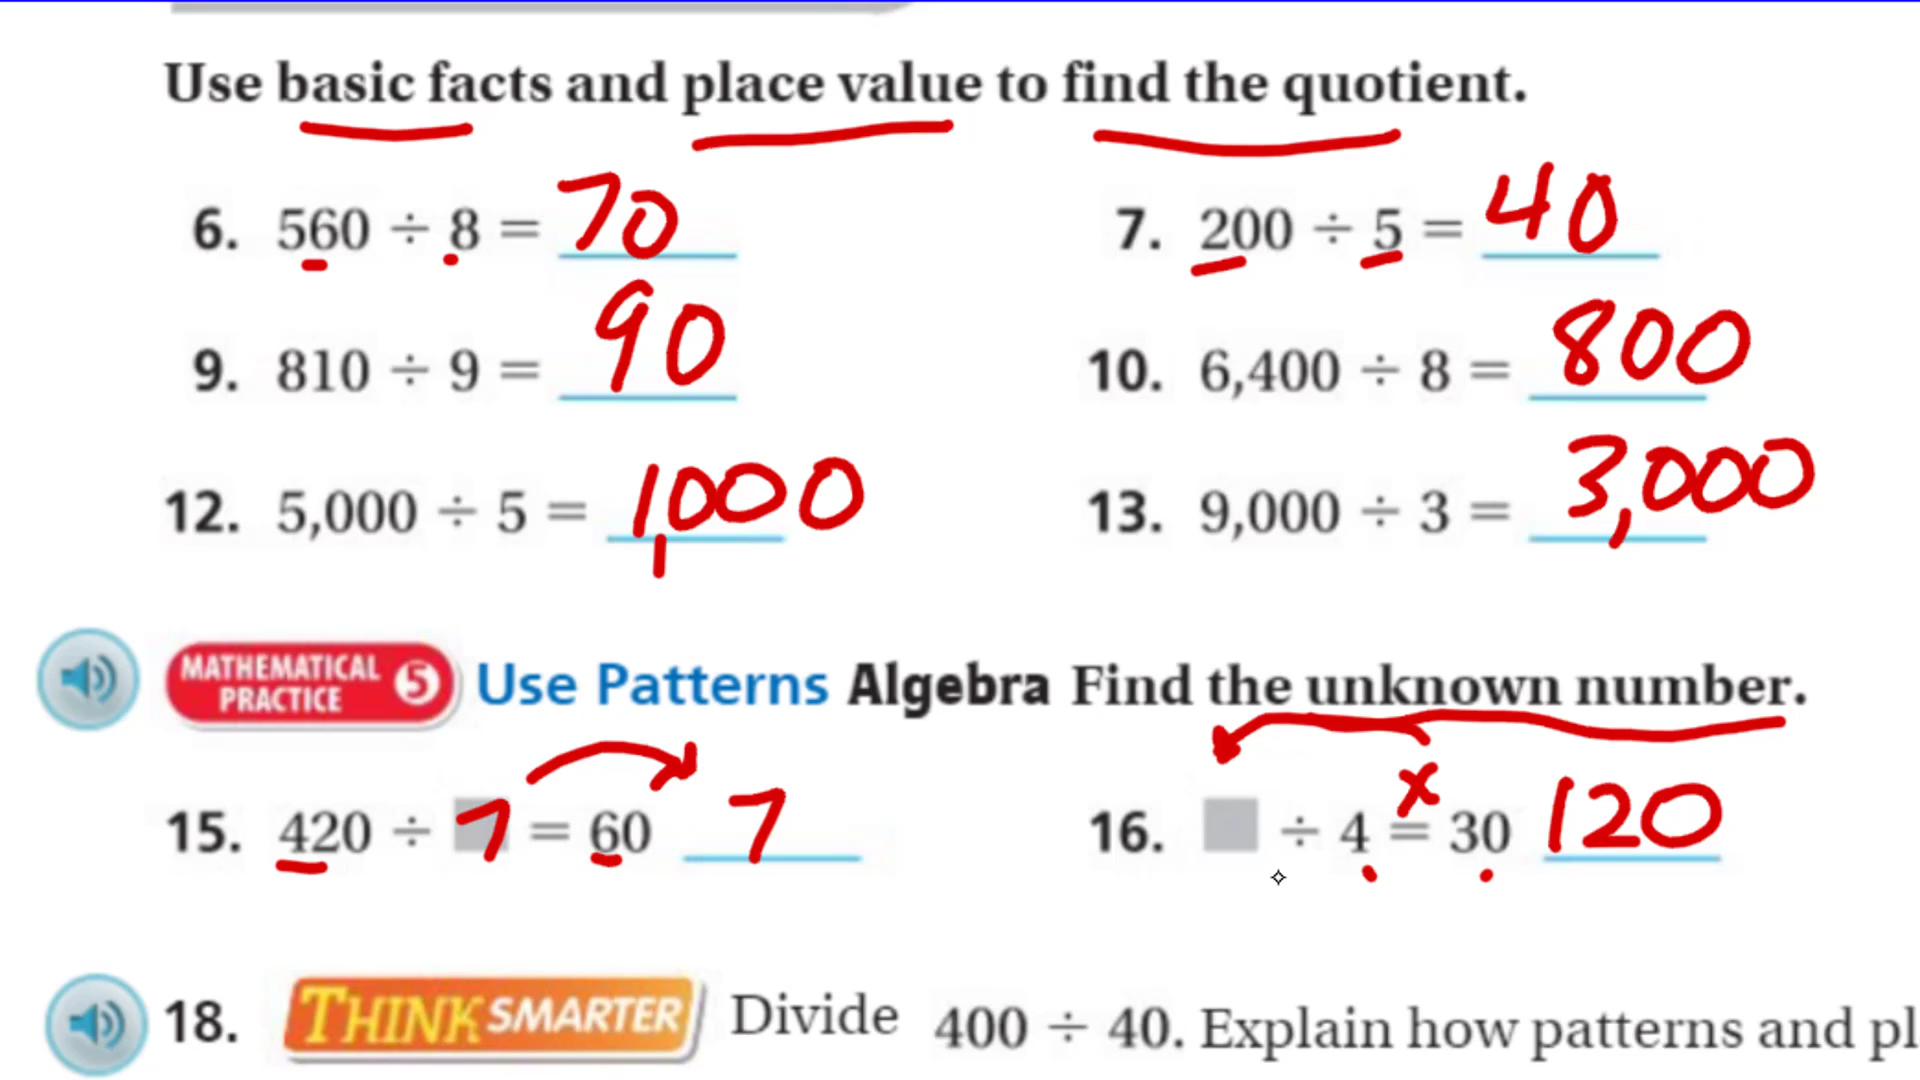 Use basic facts and place value to find the quotient.
6. 560 ÷ 8 = 70 7. 200 ÷ 5 = 40
9. 810 ÷ 9 = 90 10. 6,400 ÷ 8 = 800
12. 5,000 ÷ 5 = 1,000 13. 9,000 ÷ 3 = 3,000
MATHEMATICAL PRACTICE 5 Use Patterns Algebra Find the unknown number.
15. 420 ÷ 7 = 60 7 16. ■ ÷ 4 = 30 120
x
18. THINK SMARTER Divide 400 ÷ 40. Explain how patterns and pl